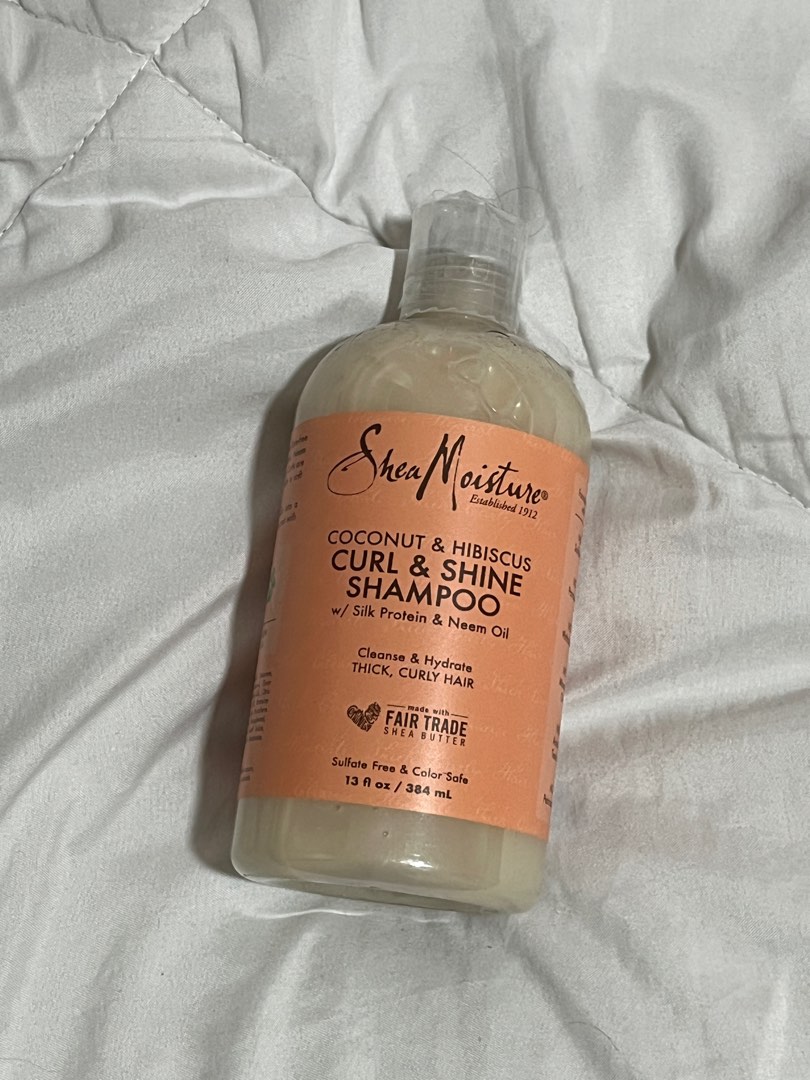 SheaMoisture®
Established 1912
COCONUT & HIBISCUS
CURL & SHINE
SHAMPOO
w/ Silk Protein & Neem Oil
Cleanse & Hydrate
THICK, CURLY HAIR
made with
FAIR TRADE
SHEA BUTTER
Sulfate Free & Color Safe
13 fl oz / 384 mL